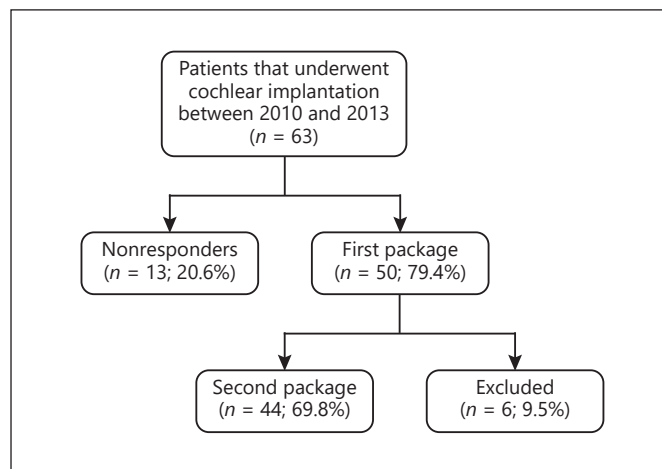 Patients that underwent
cochlear implantation
between 2010 and 2013
(n = 63)
Nonresponders
(n = 13; 20.6%)
First package
(n = 50; 79.4%)
Second package
(n = 44; 69.8%)
Excluded
(n = 6; 9.5%)